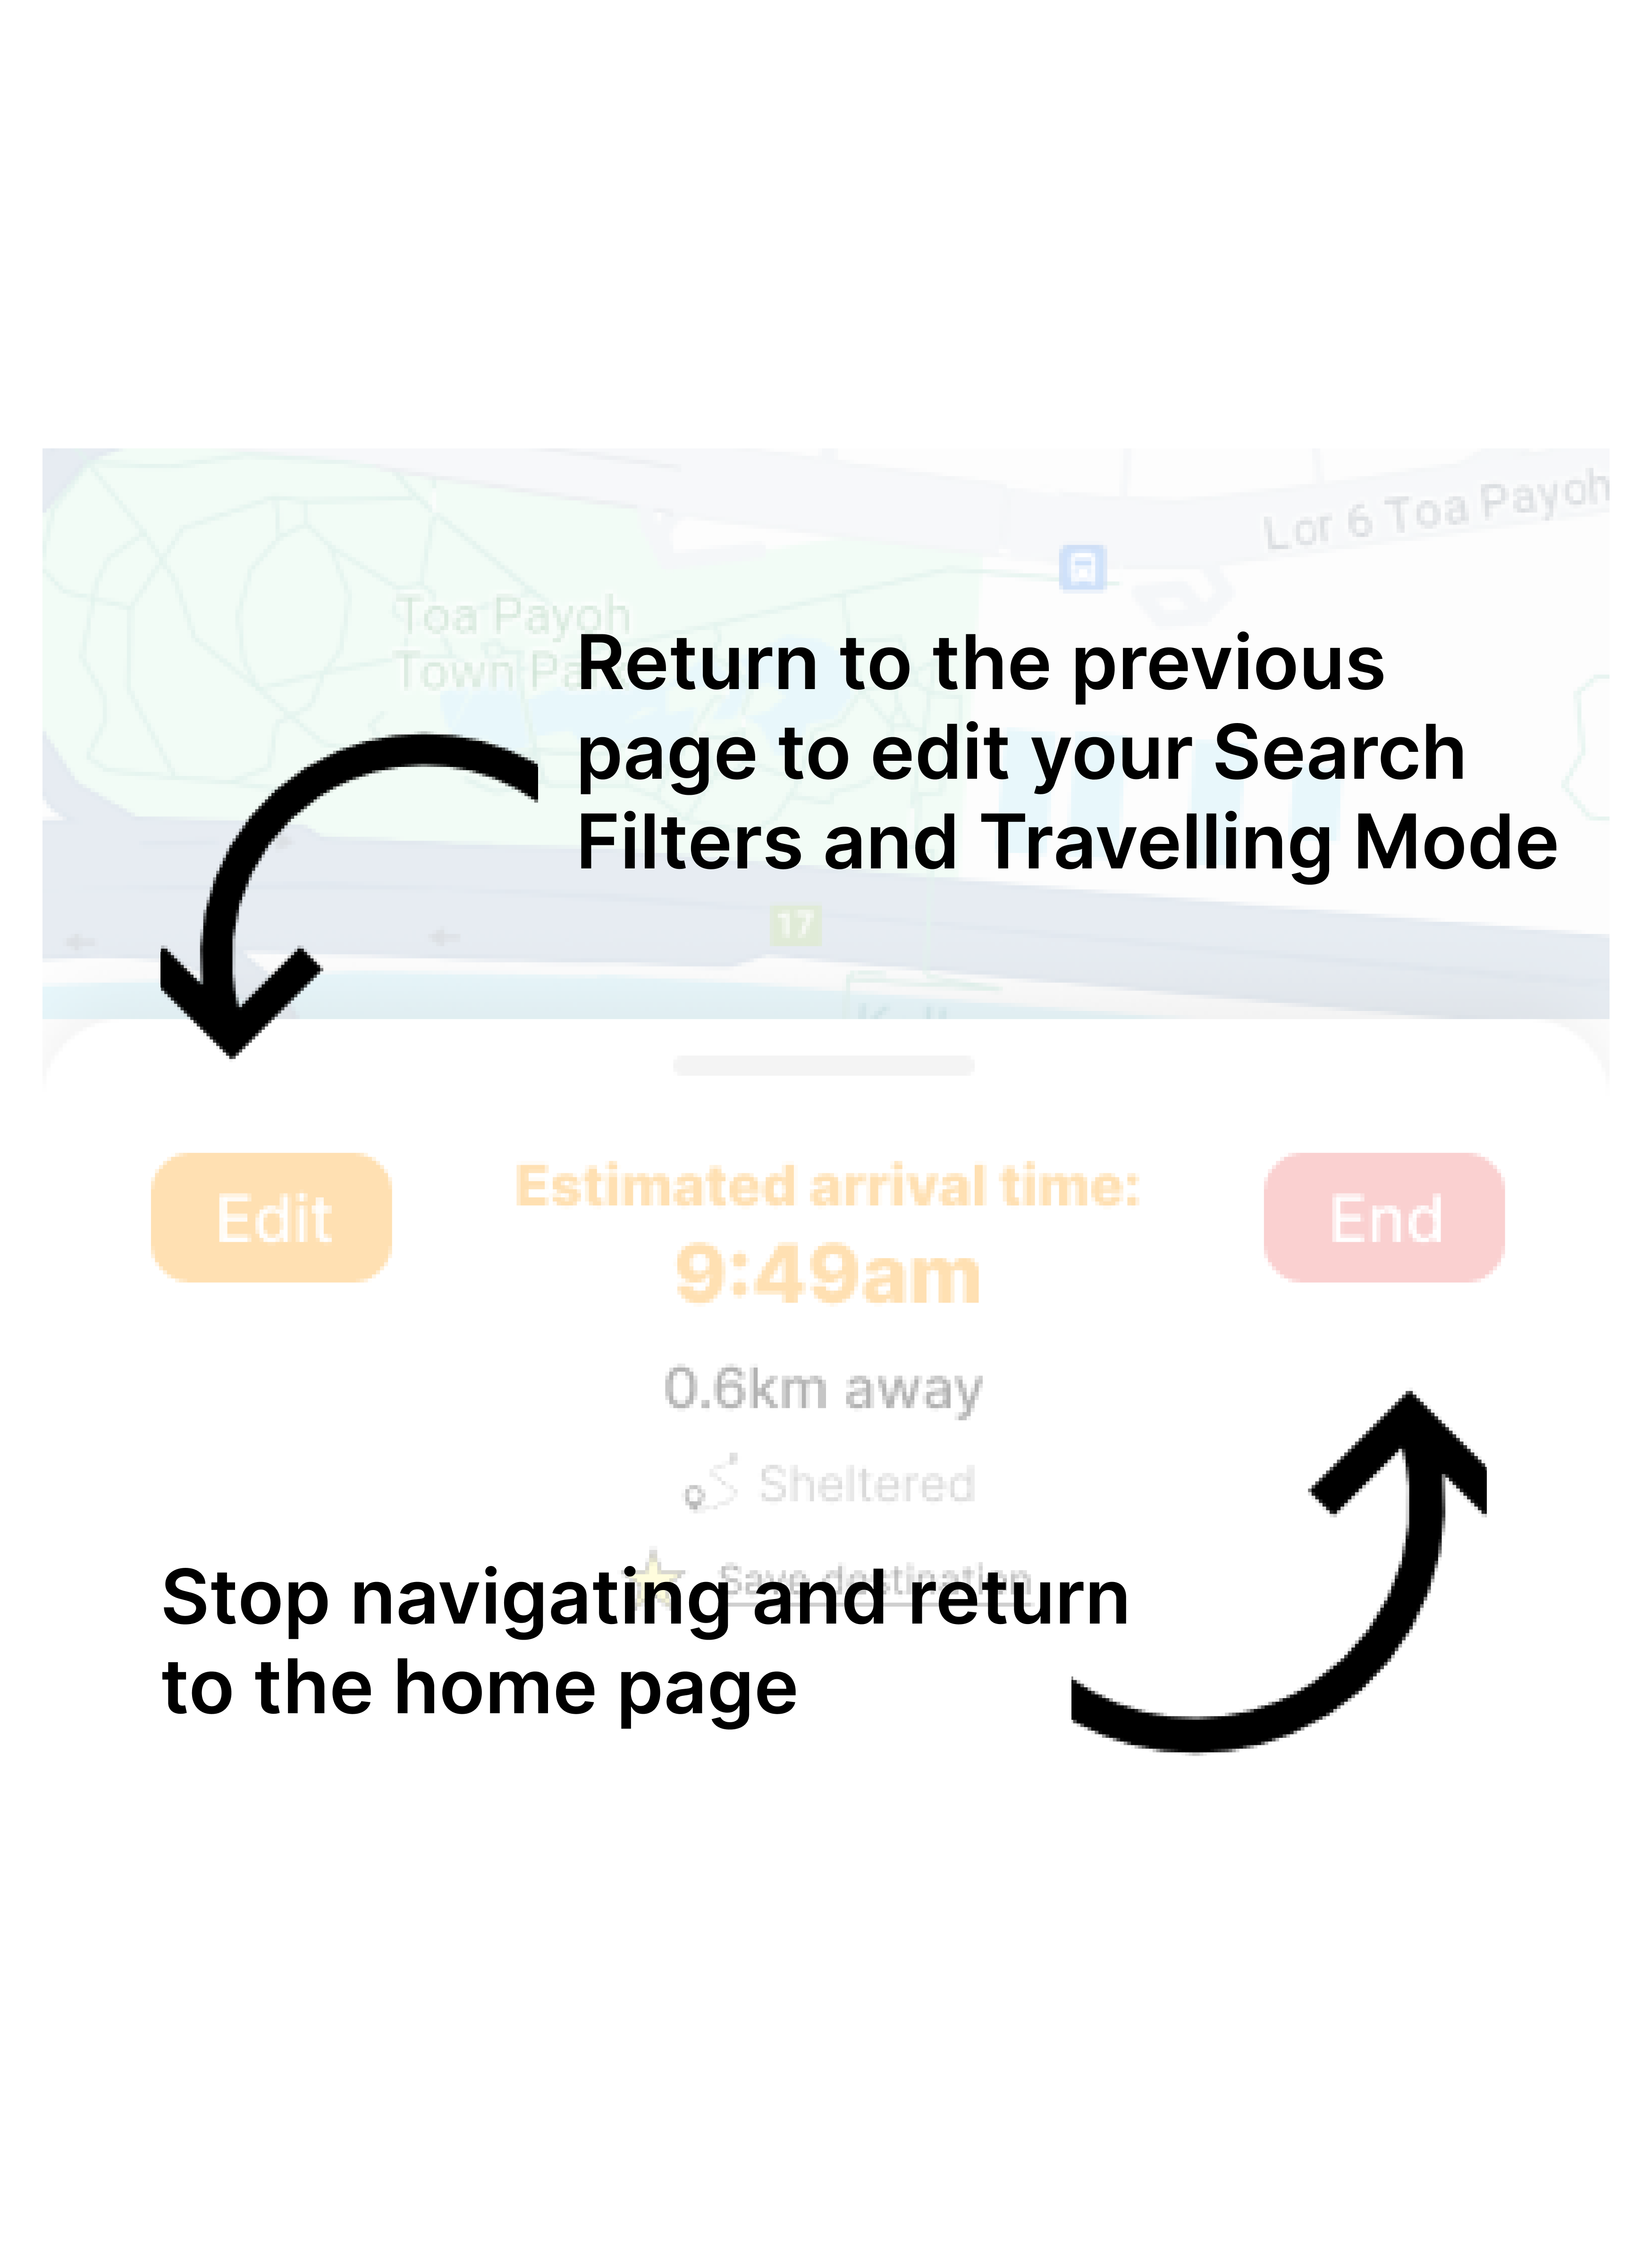 Lor 6 Toa Payoh
Toa Payoh
Town Pa
Return to the previous
page to edit your Search
Filters and Travelling Mode
17
Edit
Estimated arrival time:
End
9:49am
0.6km away
Sheltered
Save destination
Stop navigating and return
to the home page